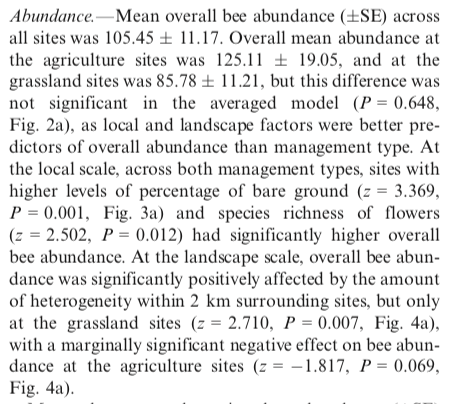 Abundance.—Mean overall bee abundance (±SE) across
all sites was 105.45 ± 11.17. Overall mean abundance at
the agriculture sites was 125.11 ± 19.05, and at the
grassland sites was 85.78 ± 11.21, but this difference was
not significant in the averaged model (P = 0.648,
Fig. 2a), as local and landscape factors were better pre-
dictors of overall abundance than management type. At
the local scale, across both management types, sites with
higher levels of percentage of bare ground (z = 3.369,
P = 0.001, Fig. 3a) and species richness of flowers
(z = 2.502, P = 0.012) had significantly higher overall
bee abundance. At the landscape scale, overall bee abun-
dance was significantly positively affected by the amount
of heterogeneity within 2 km surrounding sites, but only
at the grassland sites (z = 2.710, P = 0.007, Fig. 4a),
with a marginally significant negative effect on bee abun-
dance at the agriculture sites (z = −1.817, P = 0.069,
Fig. 4a).